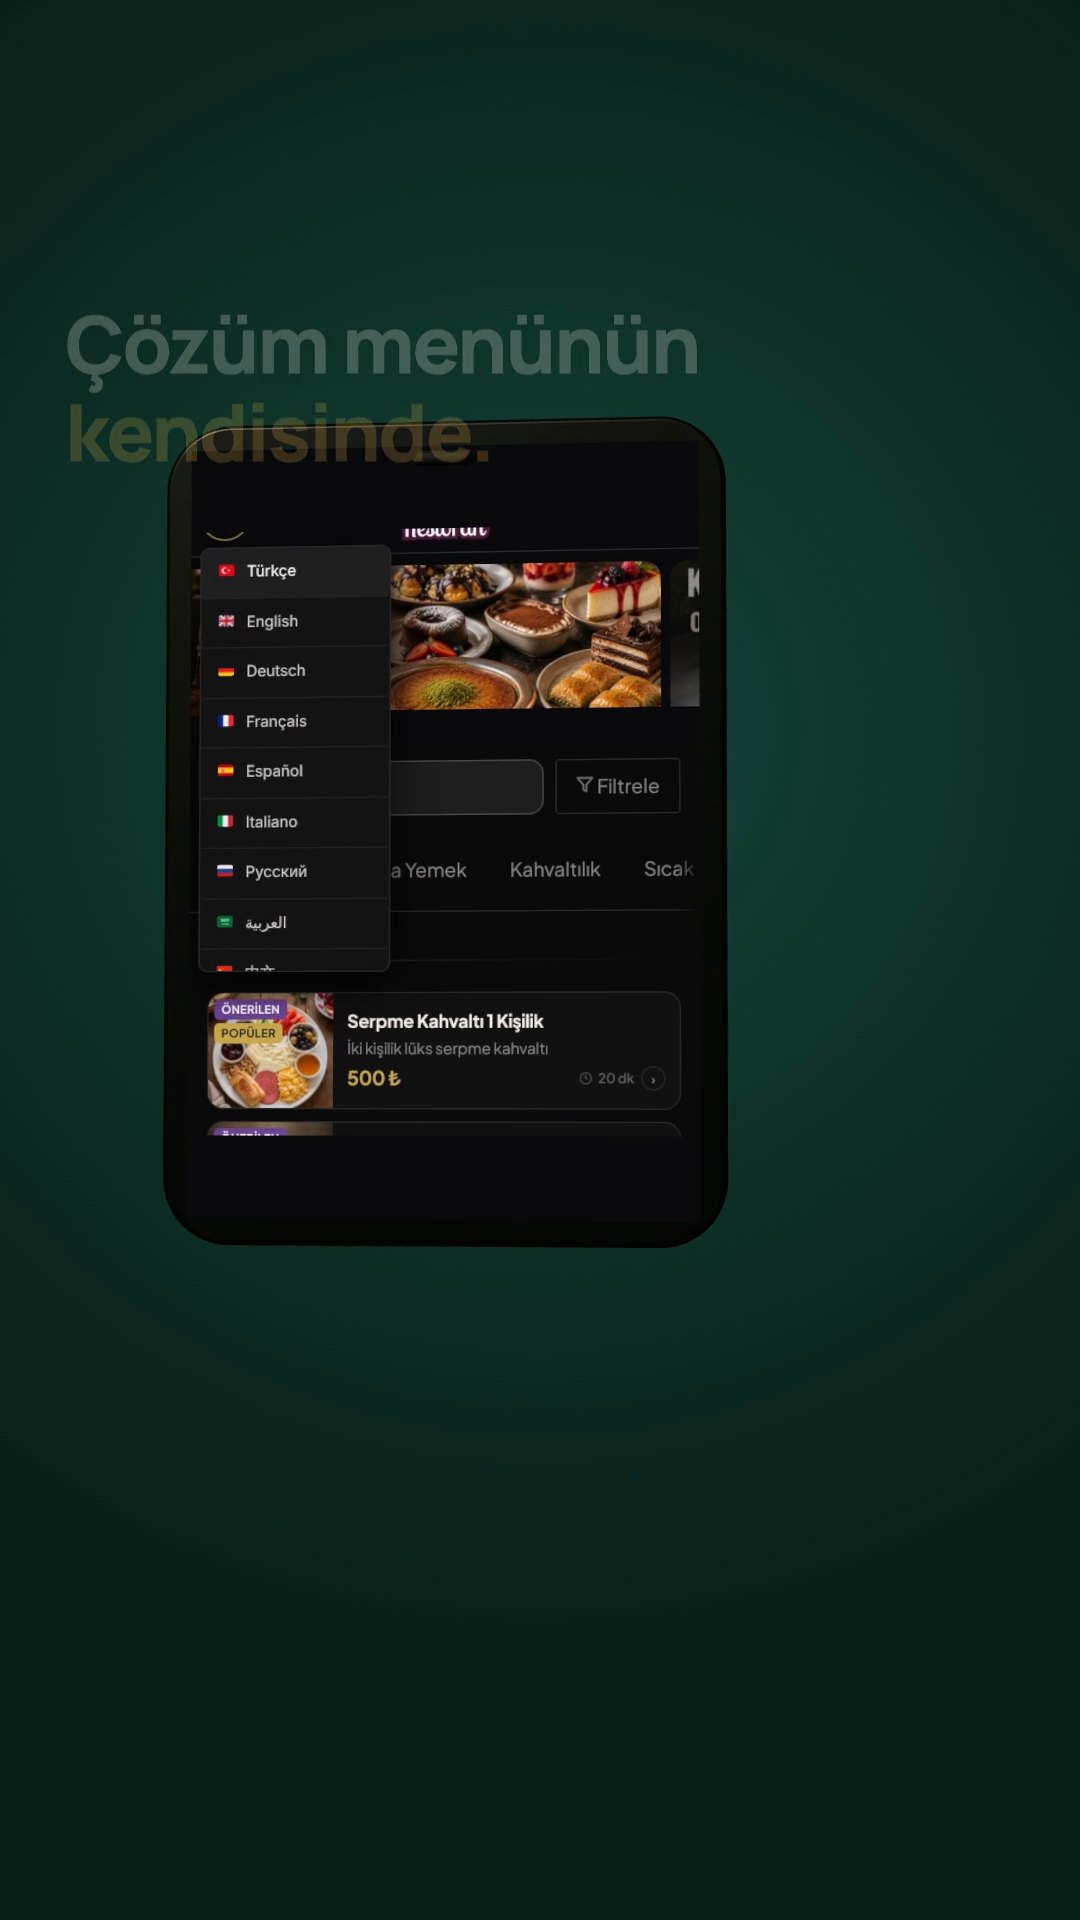 Çözüm menünün
kendisinde.
Türkçe
English
Deutsch
Français
Español
Italiano
Русский
العربية
Filtrele
a Yemek
Kahvaltılık
Sıcak
ÖNERİLEN
POPÜLER
Serpme Kahvaltı 1 Kişilik
İki kişilik lüks serpme kahvaltı
500 ₺
20 dk